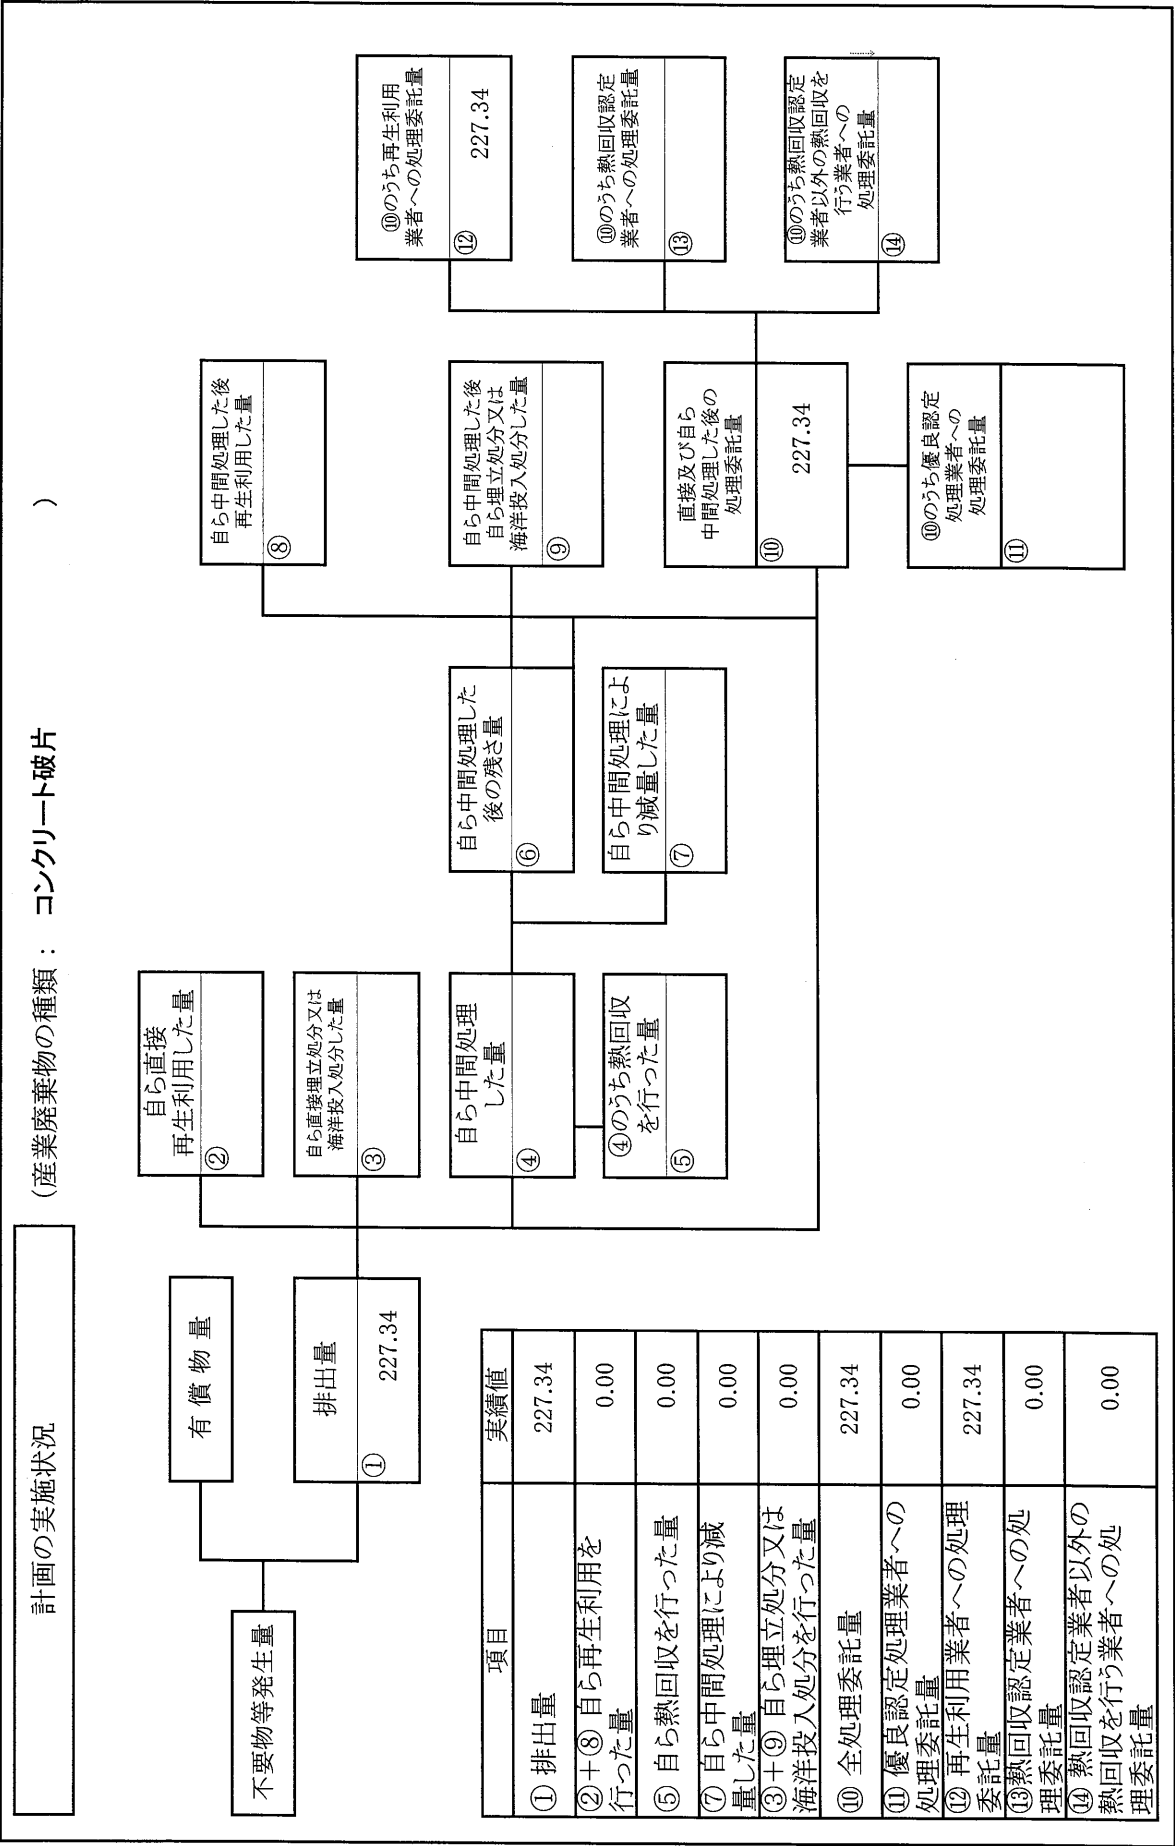 計画の実施状況
（産業廃棄物の種類： コンクリート破片 ）
不要物等発生量
有 償 物 量
排出量
① 227.34
自ら直接
再生利用した量
②
自ら直接埋立処分又は
海洋投入処分した量
③
自ら中間処理
した量
④
④のうち熱回収
を行った量
⑤
自ら中間処理した
後の残さ量
⑥
自ら中間処理によ
り減量した量
⑦
自ら中間処理した後
再生利用した量
⑧
自ら中間処理した後
自ら埋立処分又は
海洋投入処分した量
⑨
直接及び自ら
中間処理した後の
処理委託量
⑩ 227.34
⑩のうち優良認定
処理業者への
処理委託量
⑪
⑩のうち再生利用
業者への処理委託量
⑫ 227.34
⑩のうち熱回収認定
業者への処理委託量
⑬
⑩のうち熱回収認定
業者以外の熱回収を
行う業者への
処理委託量
⑭
項目 実績値
① 排出量 227.34
②＋⑧ 自ら再生利用を
行った量 0.00
⑤ 自ら熱回収を行った量 0.00
⑦ 自ら中間処理により減
量した量 0.00
③＋⑨ 自ら埋立処分又は
海洋投入処分を行った量 0.00
⑩ 全処理委託量 227.34
⑪ 優良認定処理業者への
処理委託量 0.00
⑫ 再生利用業者への処理
委託量 227.34
⑬熱回収認定業者への処
理委託量 0.00
⑭ 熱回収認定業者以外の
熱回収を行う業者への処
理委託量 0.00